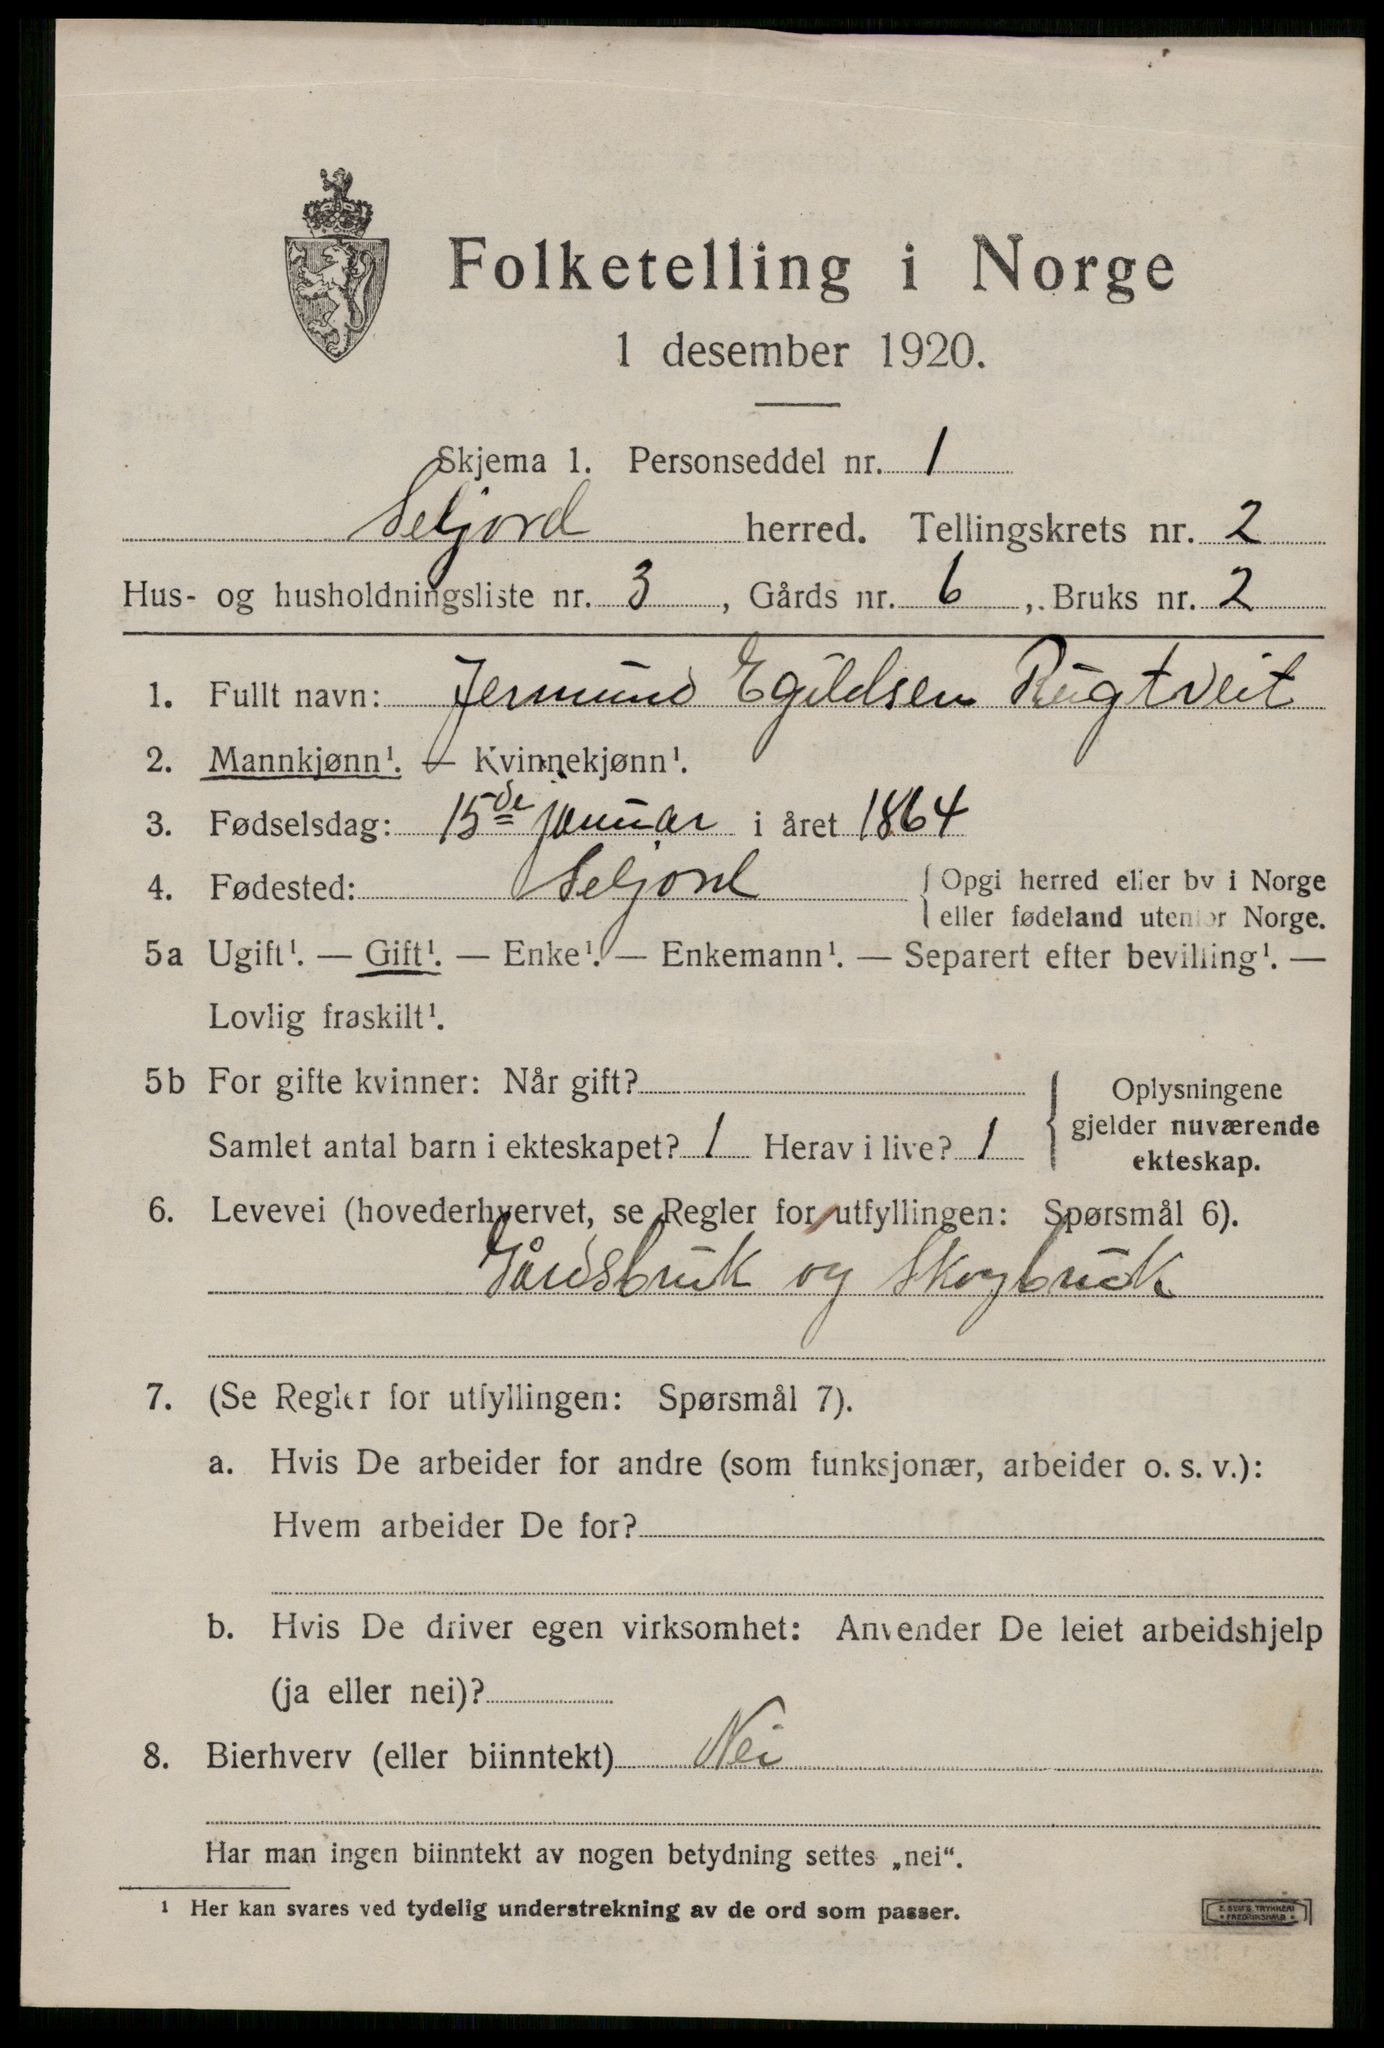 Folketelling i Norge
1 desember 1920.
Skjema 1. Personseddel nr. 1
Seljord herred. Tellingskrets nr. 2
Hus- og husholdningsliste nr. 3, Gårds nr. 6, Bruks nr. 2
1. Fullt navn: Jermund Egildsen Rugtveit
2. Mannkjønn¹. — Kvinnekjønn¹.
3. Fødselsdag: 15de januar i året 1864
4. Fødested: Seljord { Opgi herred eller by i Norge
eller fødeland utenfor Norge.
5a Ugift¹. — Gift¹. — Enke¹. — Enkemann¹. — Separert efter bevilling¹. —
Lovlig fraskilt¹.
5b For gifte kvinner: Når gift?
Samlet antal barn i ekteskapet? 1 Herav i live? 1
{ Oplysningene
gjelder nuværende
ekteskap.
6. Levevei (hovederhvervet, se Regler for utfyllingen: Spørsmål 6).
Gårdsbruk og Skogbruk
7. (Se Regler for utfyllingen: Spørsmål 7).
a. Hvis De arbeider for andre (som funksjonær, arbeider o. s. v.):
Hvem arbeider De for?
b. Hvis De driver egen virksomhet: Anvender De leiet arbeidshjelp
(ja eller nei)?
8. Bierhverv (eller biinntekt) Nei
Har man ingen biinntekt av nogen betydning settes „nei“.
¹ Her kan svares ved tydelig understrekning av de ord som passer.
E. SEMS TRYKKERI
FREDRIKSHALD